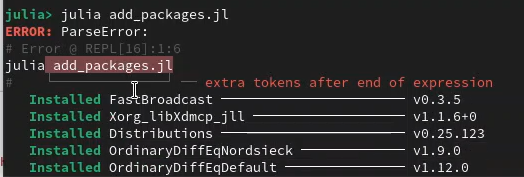 julia> julia add_packages.jl
ERROR: ParseError:
# Error @ REPL[16]:1:6
julia add_packages.jl
#     └──────────────┘ ── extra tokens after end of expression
Installed FastBroadcast ──────────────── v0.3.5
Installed Xorg_libXdmcp_jll ──────────── v1.1.6+0
Installed Distributions ──────────────── v0.25.123
Installed OrdinaryDiffEqNordsieck ────── v1.9.0
Installed OrdinaryDiffEqDefault ──────── v1.12.0